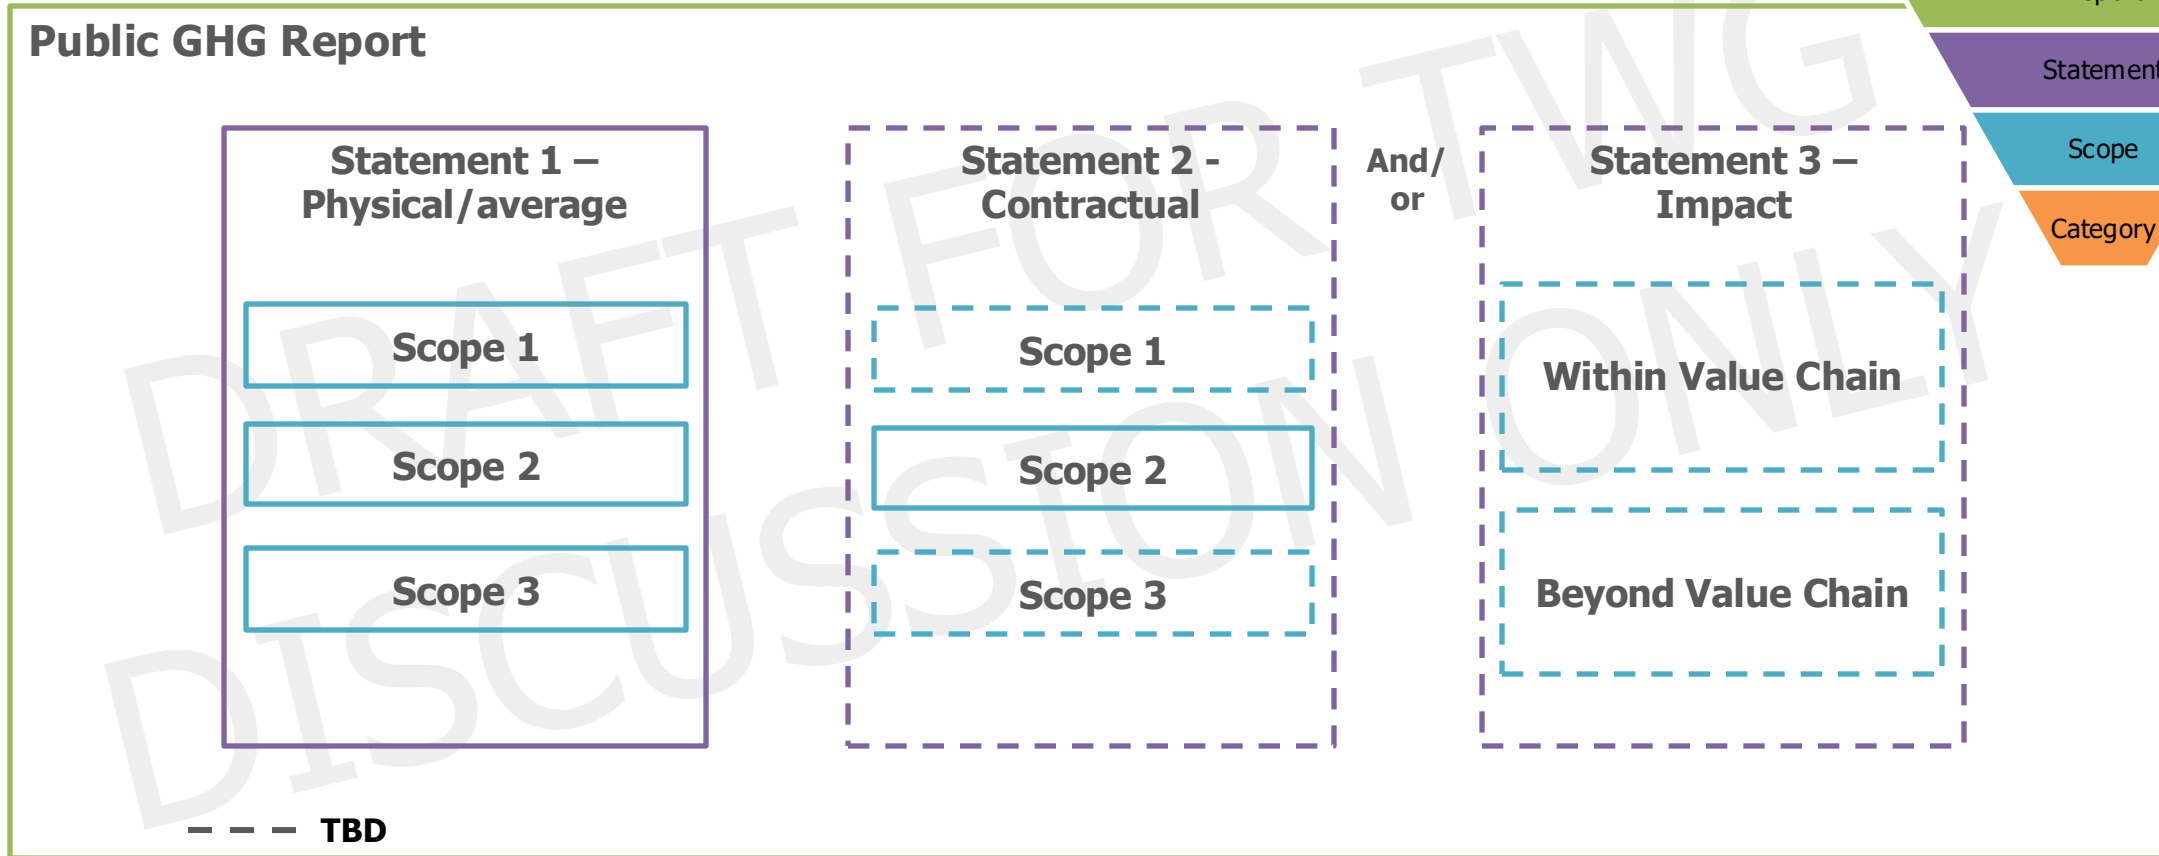 Public GHG Report
Statement
Scope
Category
Statement 1 –
Physical/average
Scope 1
Scope 2
Scope 3
Statement 2 -
Contractual
Scope 1
Scope 2
Scope 3
And/
or
Statement 3 –
Impact
Within Value Chain
Beyond Value Chain
TBD
DRAFT FOR TWG
DISCUSSION ONLY